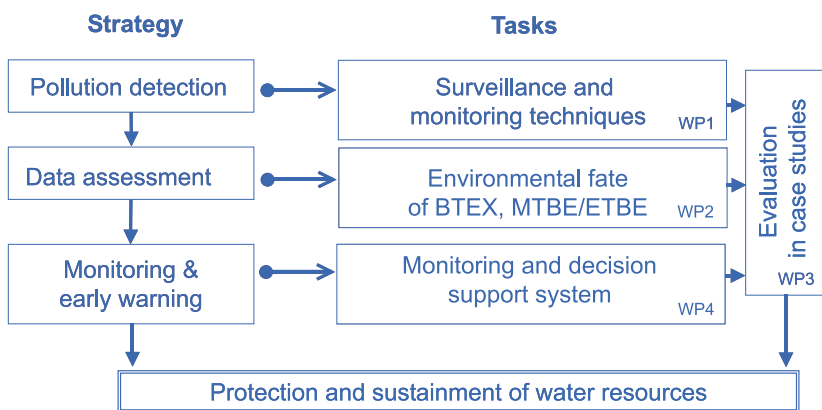 Strategy
Tasks
Pollution detection
Surveillance and
monitoring techniques
WP1
Data assessment
Environmental fate
of BTEX, MTBE/ETBE
WP2
Monitoring &
early warning
Monitoring and decision
support system
WP4
Evaluation
in case studies
WP3
Protection and sustainment of water resources